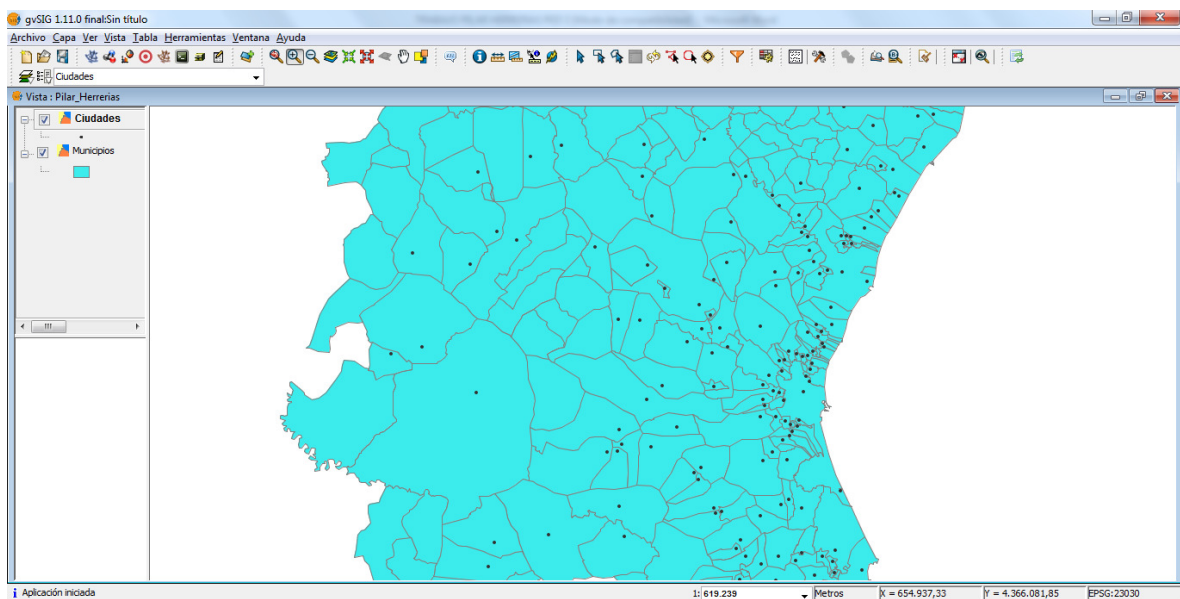 gvSIG 1.11.0 final:Sin título
Archivo Capa Ver Vista Tabla Herramientas Ventana Ayuda
Ciudades
Vista : Pilar_Herrerias
Ciudades
Municipios
Aplicación iniciada
1: 619.239
Metros
X = 654.937,33
Y = 4.366.081,85
EPSG:23030